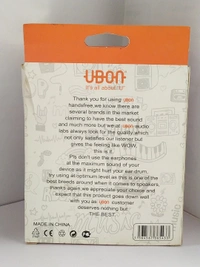 UBON
it's all enchanting
Thank you for using ubon
handsfree we know there are
several brands in the market
claiming to have the best sound
and much more but we at ubon audio
labs always look for the quality which
not only satisfies our listener but
gives the feeling like WOW
this is it.
Pls don't use the earphones
at the maximum sound of your
device as it might hurt your ear drum,
try using at optimum level as this is one of the
best breeds around when it comes to speakers,
thanks again we appreciate your choice and
expect that this product goes down well
with you as ubon customer
deserves nothing but
THE BEST.
MADE IN CHINA
CE